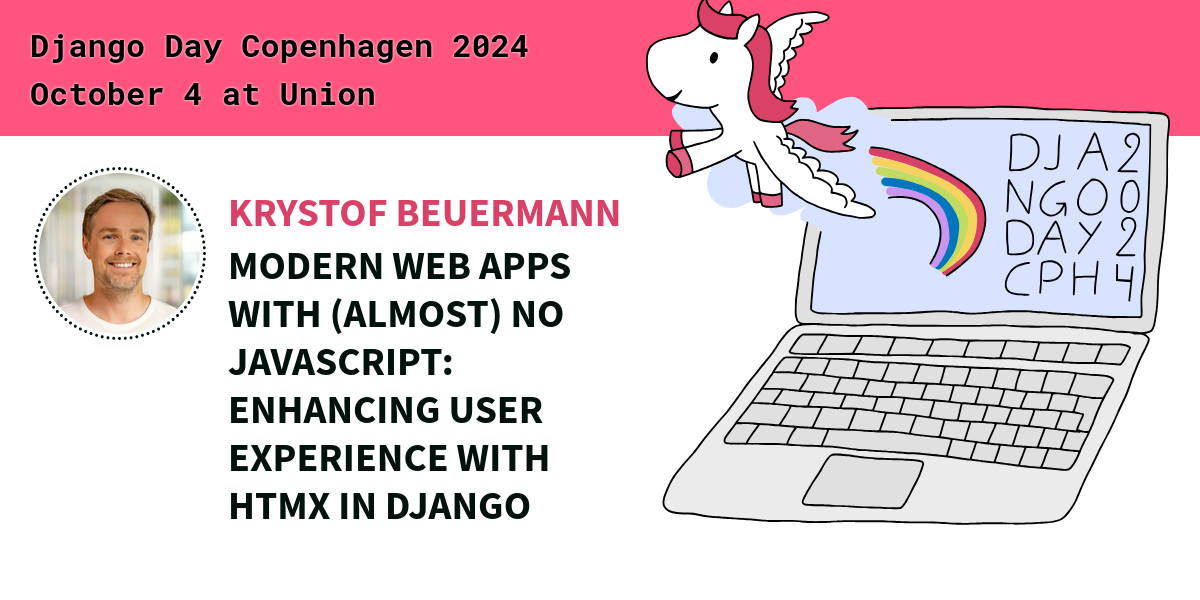 Django Day Copenhagen 2024
October 4 at Union
KRYSTOF BEUERMANN
MODERN WEB APPS
WITH (ALMOST) NO
JAVASCRIPT:
ENHANCING USER
EXPERIENCE WITH
HTMX IN DJANGO
DJA2
NGO0
DAY2
CPH4